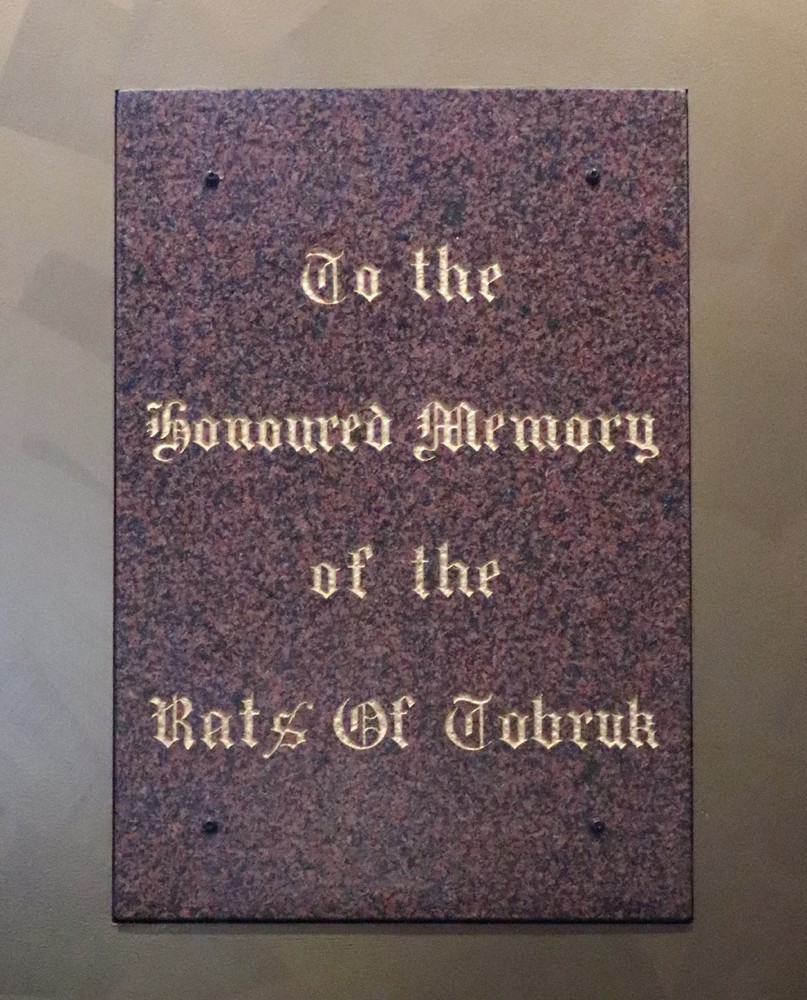 To the
Honoured Memory
of the
Rats Of Tobruk